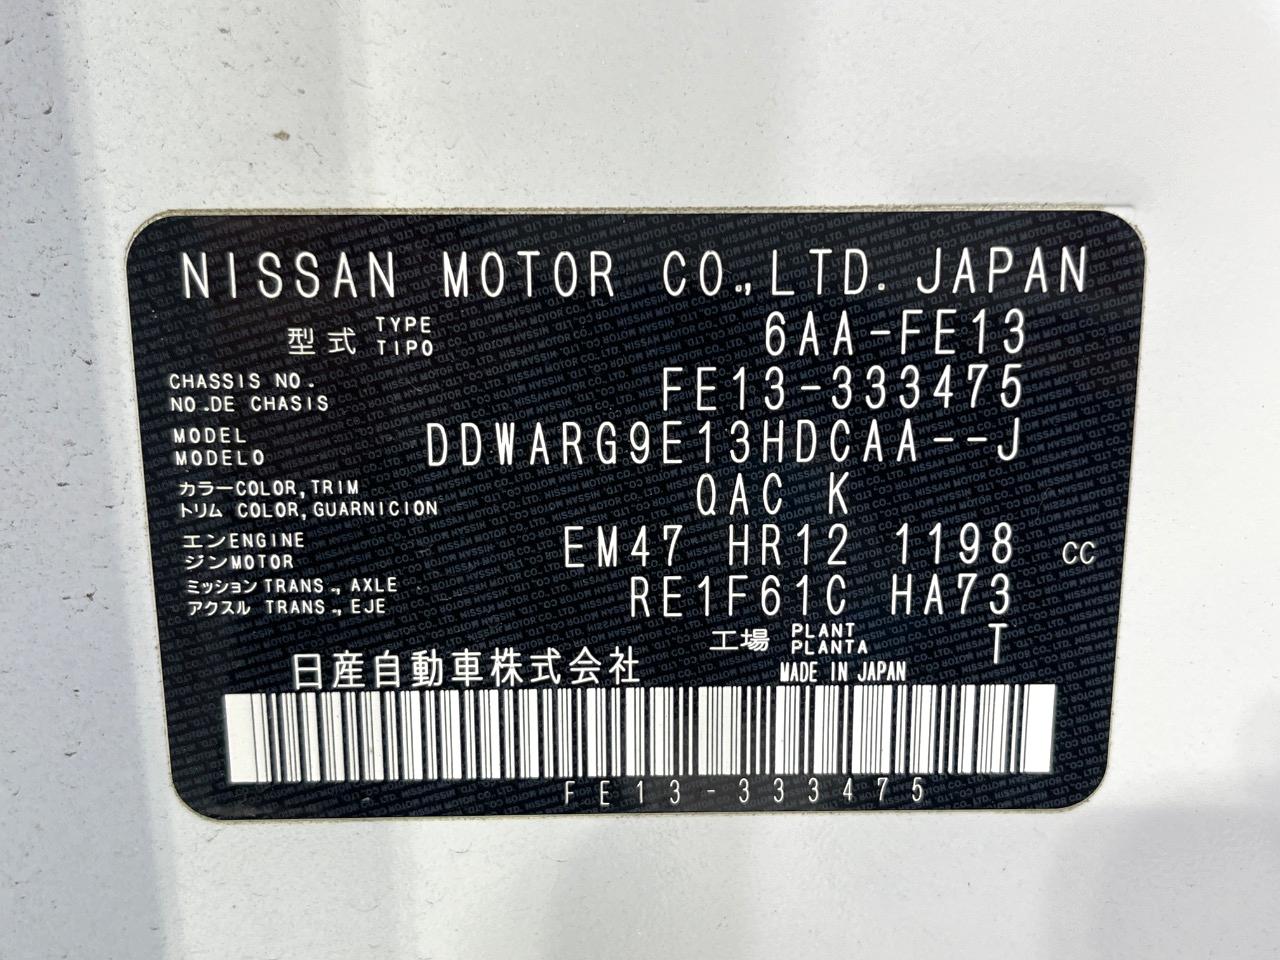 NISSAN MOTOR CO.,LTD. JAPAN
型式 TYPE TIPO 6AA-FE13
CHASSIS NO. NO.DE CHASIS FE13-333475
MODEL MODELO DDWARG9E13HDCAA--J
カラー COLOR,TRIM QAC K
トリム COLOR,GUARNICION
エンジン ENGINE MOTOR EM47 HR12 1198 CC
ミッション TRANS.,AXLE RE1F61C HA73
アクスル TRANS.,EJE
工場 PLANT PLANTA T
日産自動車株式会社 MADE IN JAPAN
FE13-333475